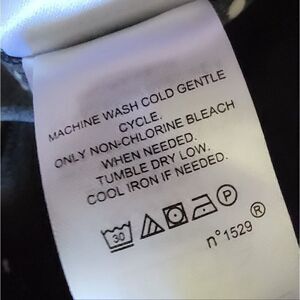 MACHINE WASH COLD GENTLE
CYCLE.
ONLY NON-CHLORINE BLEACH
WHEN NEEDED.
TUMBLE DRY LOW.
COOL IRON IF NEEDED.
30 P
n°1529 ®